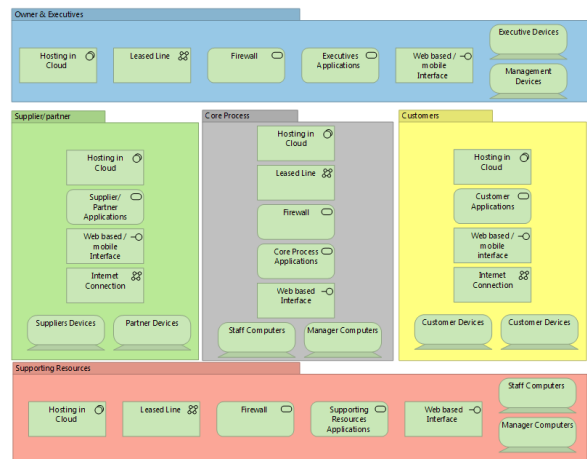 Owner & Executives
Hosting in
Cloud
Leased Line
Firewall
Executives
Applications
Web based /
mobile
Interface
Executive Devices
Management
Devices
Supplier/partner
Hosting in
Cloud
Supplier/
Partner
Applications
Web based /
mobile
Interface
Internet
Connection
Suppliers Devices
Partner Devices
Core Process
Hosting in
Cloud
Leased Line
Firewall
Core Process
Applications
Web based
Interface
Staff Computers
Manager Computers
Customers
Hosting in
Cloud
Customer
Applications
Web based /
mobile
interface
Internet
Connection
Customer Devices
Customer Devices
Supporting Resources
Hosting in
Cloud
Leased Line
Firewall
Supporting
Resources
Applications
Web based
Interface
Staff Computers
Manager Computers